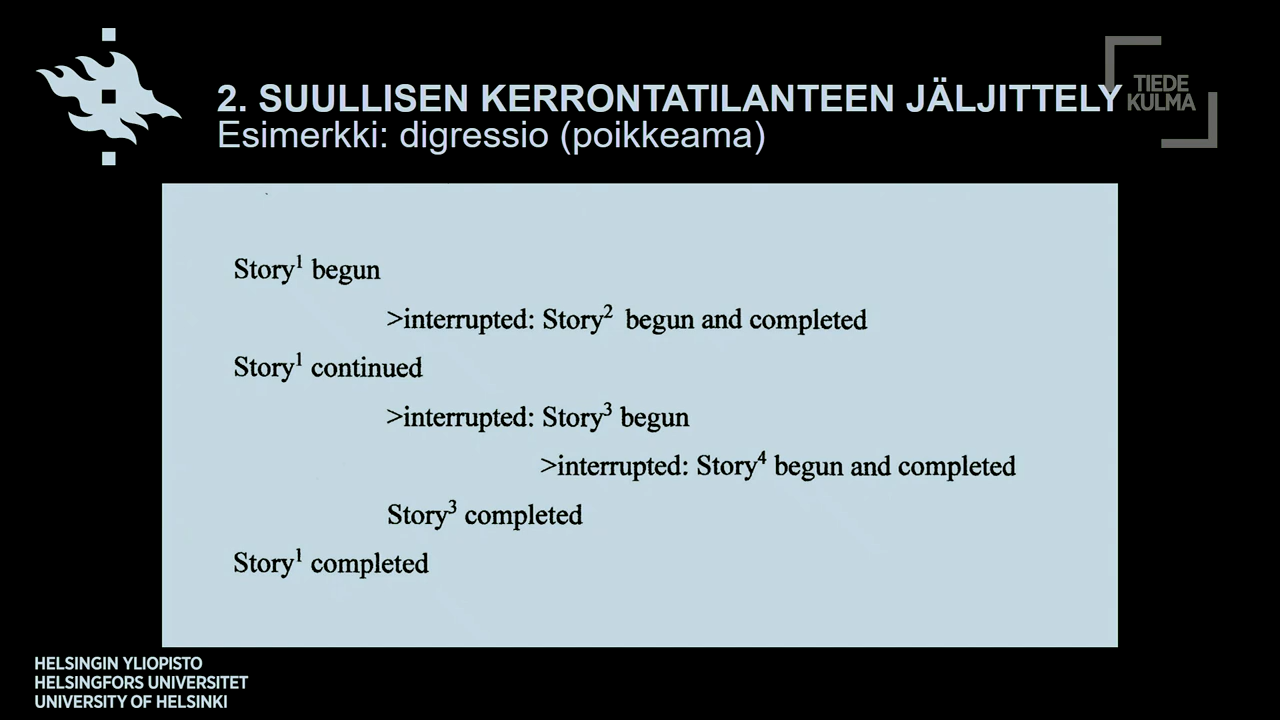 2. SUULLISEN KERRONTATILANTEEN JÄLJITTELY
TIEDE
KULMA
Esimerkki: digressio (poikkeama)
Story¹ begun
>interrupted: Story² begun and completed
Story¹ continued
>interrupted: Story³ begun
>interrupted: Story⁴ begun and completed
Story³ completed
Story¹ completed
HELSINGIN YLIOPISTO
HELSINGFORS UNIVERSITET
UNIVERSITY OF HELSINKI